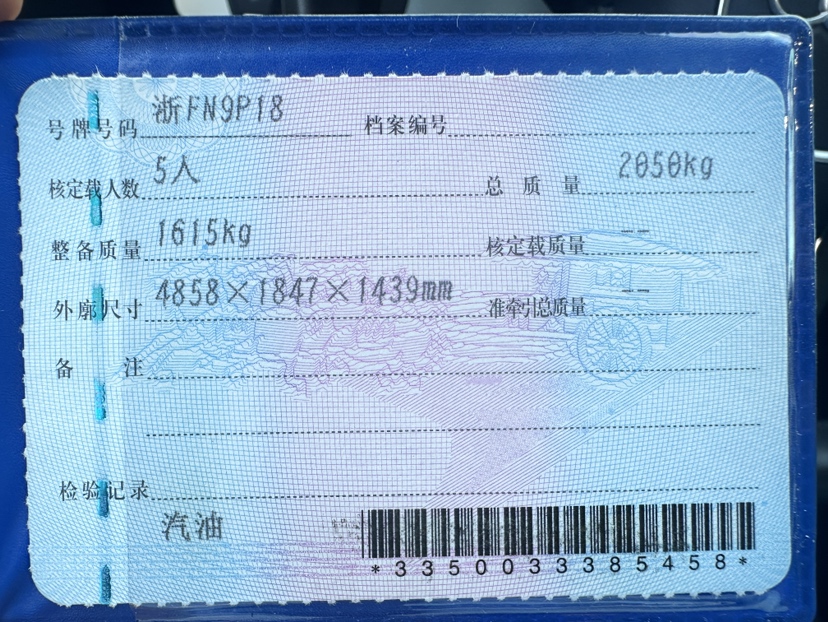 号牌号码 浙FN9P18 档案编号
核定载人数 5人 总质量 2050kg
整备质量 1615kg 核定载质量 --
外廓尺寸 4858×1847×1439mm 准牵引总质量 --
备注
检验记录
汽油
*3350033385458*